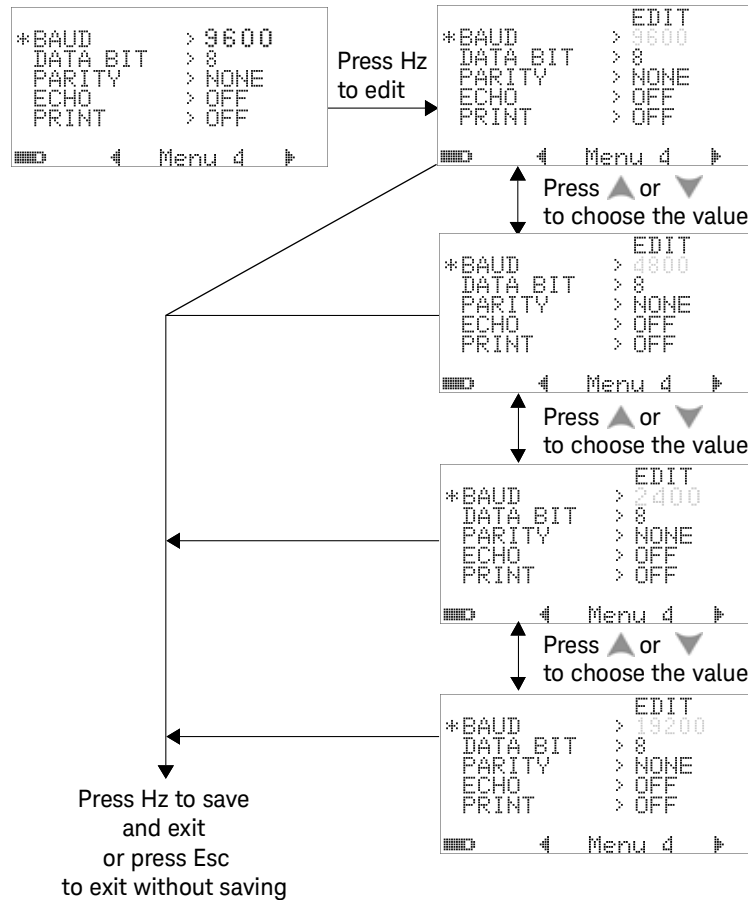 *BAUD > 9600
DATA BIT > 8
PARITY > NONE
ECHO > OFF
PRINT > OFF
Menu 4
Press Hz
to edit
EDIT
*BAUD > 9600
DATA BIT > 8
PARITY > NONE
ECHO > OFF
PRINT > OFF
Menu 4
Press ▲ or ▼
to choose the value
EDIT
*BAUD > 4800
DATA BIT > 8
PARITY > NONE
ECHO > OFF
PRINT > OFF
Menu 4
Press ▲ or ▼
to choose the value
EDIT
*BAUD > 2400
DATA BIT > 8
PARITY > NONE
ECHO > OFF
PRINT > OFF
Menu 4
Press ▲ or ▼
to choose the value
EDIT
*BAUD > 19200
DATA BIT > 8
PARITY > NONE
ECHO > OFF
PRINT > OFF
Menu 4
Press Hz to save
and exit
or press Esc
to exit without saving